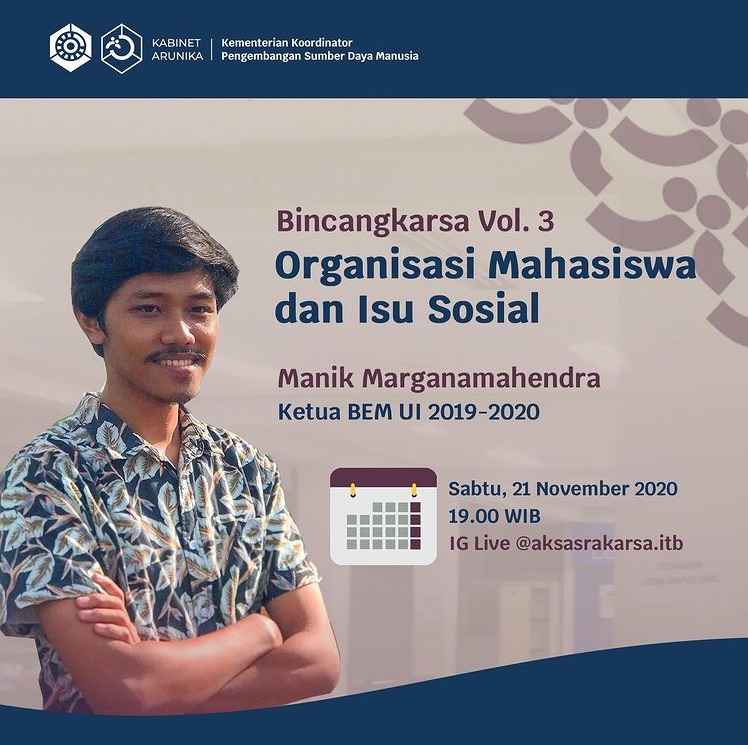 KABINET
ARUNIKA
Kementerian Koordinator
Pengembangan Sumber Daya Manusia
Bincangkarsa Vol. 3
Organisasi Mahasiswa
dan Isu Sosial
Manik Marganamahendra
Ketua BEM UI 2019-2020
Sabtu, 21 November 2020
19.00 WIB
IG Live @aksasrakarsa.itb